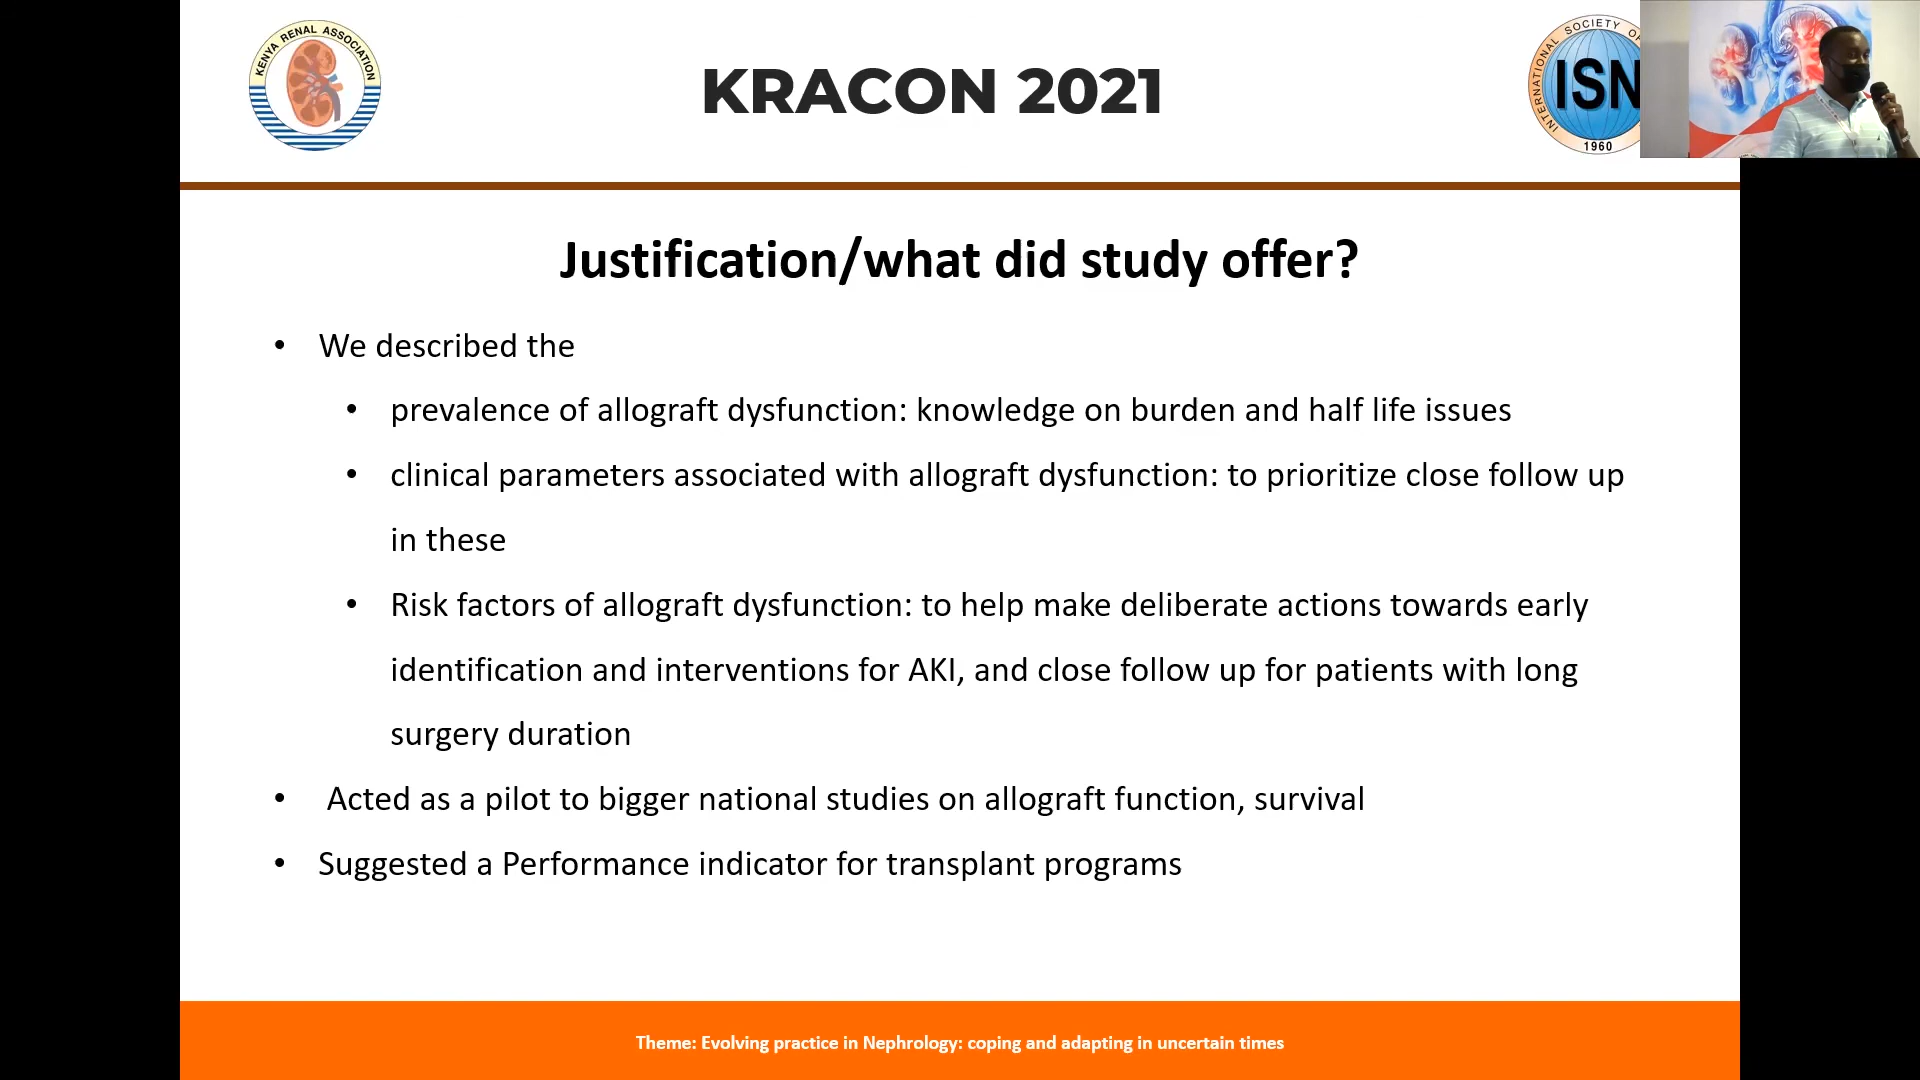 KENYA RENAL ASSOCIATION
KRACON 2021
INTERNATIONAL SOCIETY OF
ISN
1960
Justification/what did study offer?
• We described the
• prevalence of allograft dysfunction: knowledge on burden and half life issues
• clinical parameters associated with allograft dysfunction: to prioritize close follow up
in these
• Risk factors of allograft dysfunction: to help make deliberate actions towards early
identification and interventions for AKI, and close follow up for patients with long
surgery duration
• Acted as a pilot to bigger national studies on allograft function, survival
• Suggested a Performance indicator for transplant programs
Theme: Evolving practice in Nephrology: coping and adapting in uncertain times